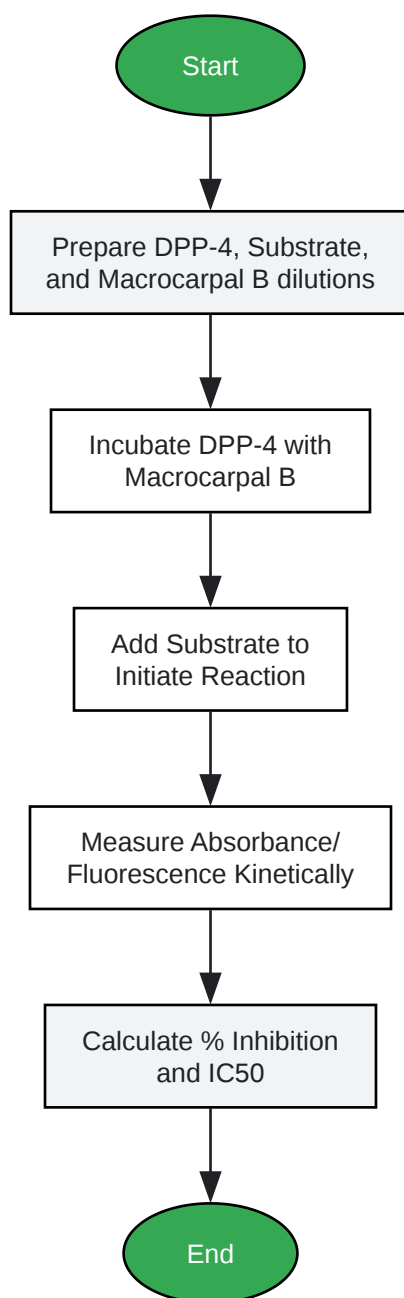 Start
Prepare DPP-4, Substrate,
and Macrocarpal B dilutions
Incubate DPP-4 with
Macrocarpal B
Add Substrate to
Initiate Reaction
Measure Absorbance/
Fluorescence Kinetically
Calculate % Inhibition
and IC50
End